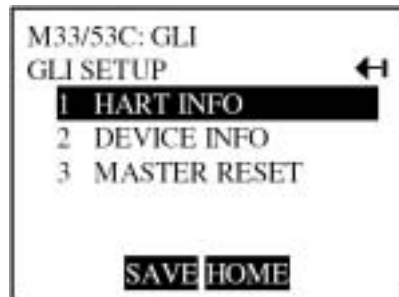 M33/53C: GLI
GLI SETUP
1 HART INFO
2 DEVICE INFO
3 MASTER RESET
SAVE HOME